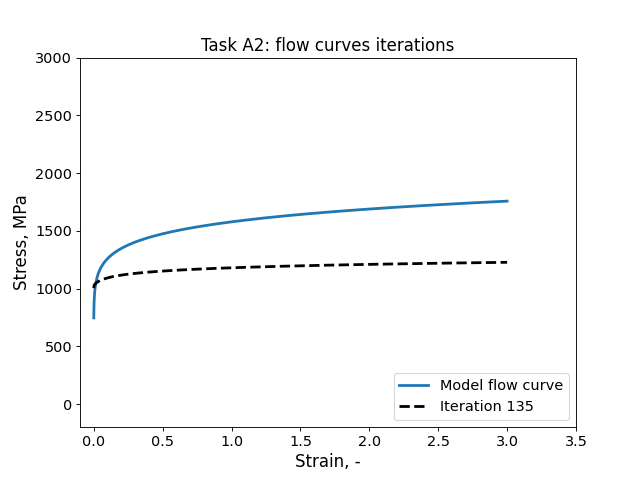 Task A2: flow curves iterations
3000
2500
2000
1500
1000
500
0
Stress, MPa
0.0 0.5 1.0 1.5 2.0 2.5 3.0 3.5
Strain, -
Model flow curve
Iteration 135